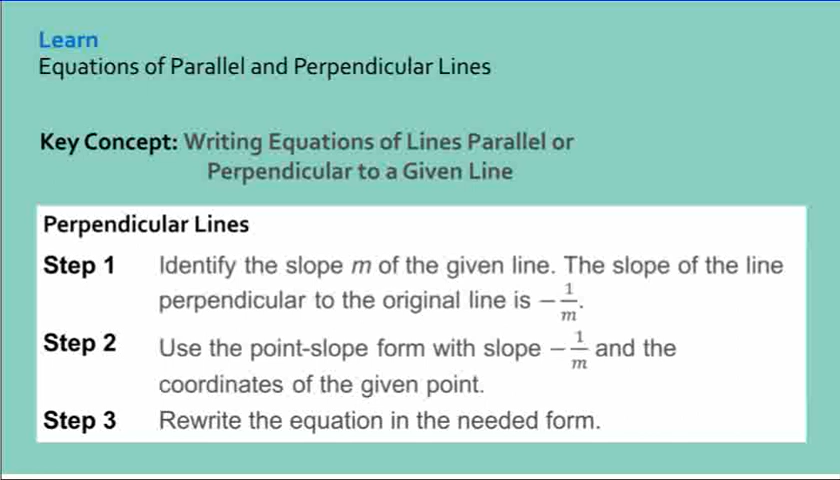 Learn
Equations of Parallel and Perpendicular Lines
Key Concept: Writing Equations of Lines Parallel or
Perpendicular to a Given Line
Perpendicular Lines
Step 1 Identify the slope m of the given line. The slope of the line
perpendicular to the original line is −1/m.
Step 2 Use the point-slope form with slope −1/m and the
coordinates of the given point.
Step 3 Rewrite the equation in the needed form.